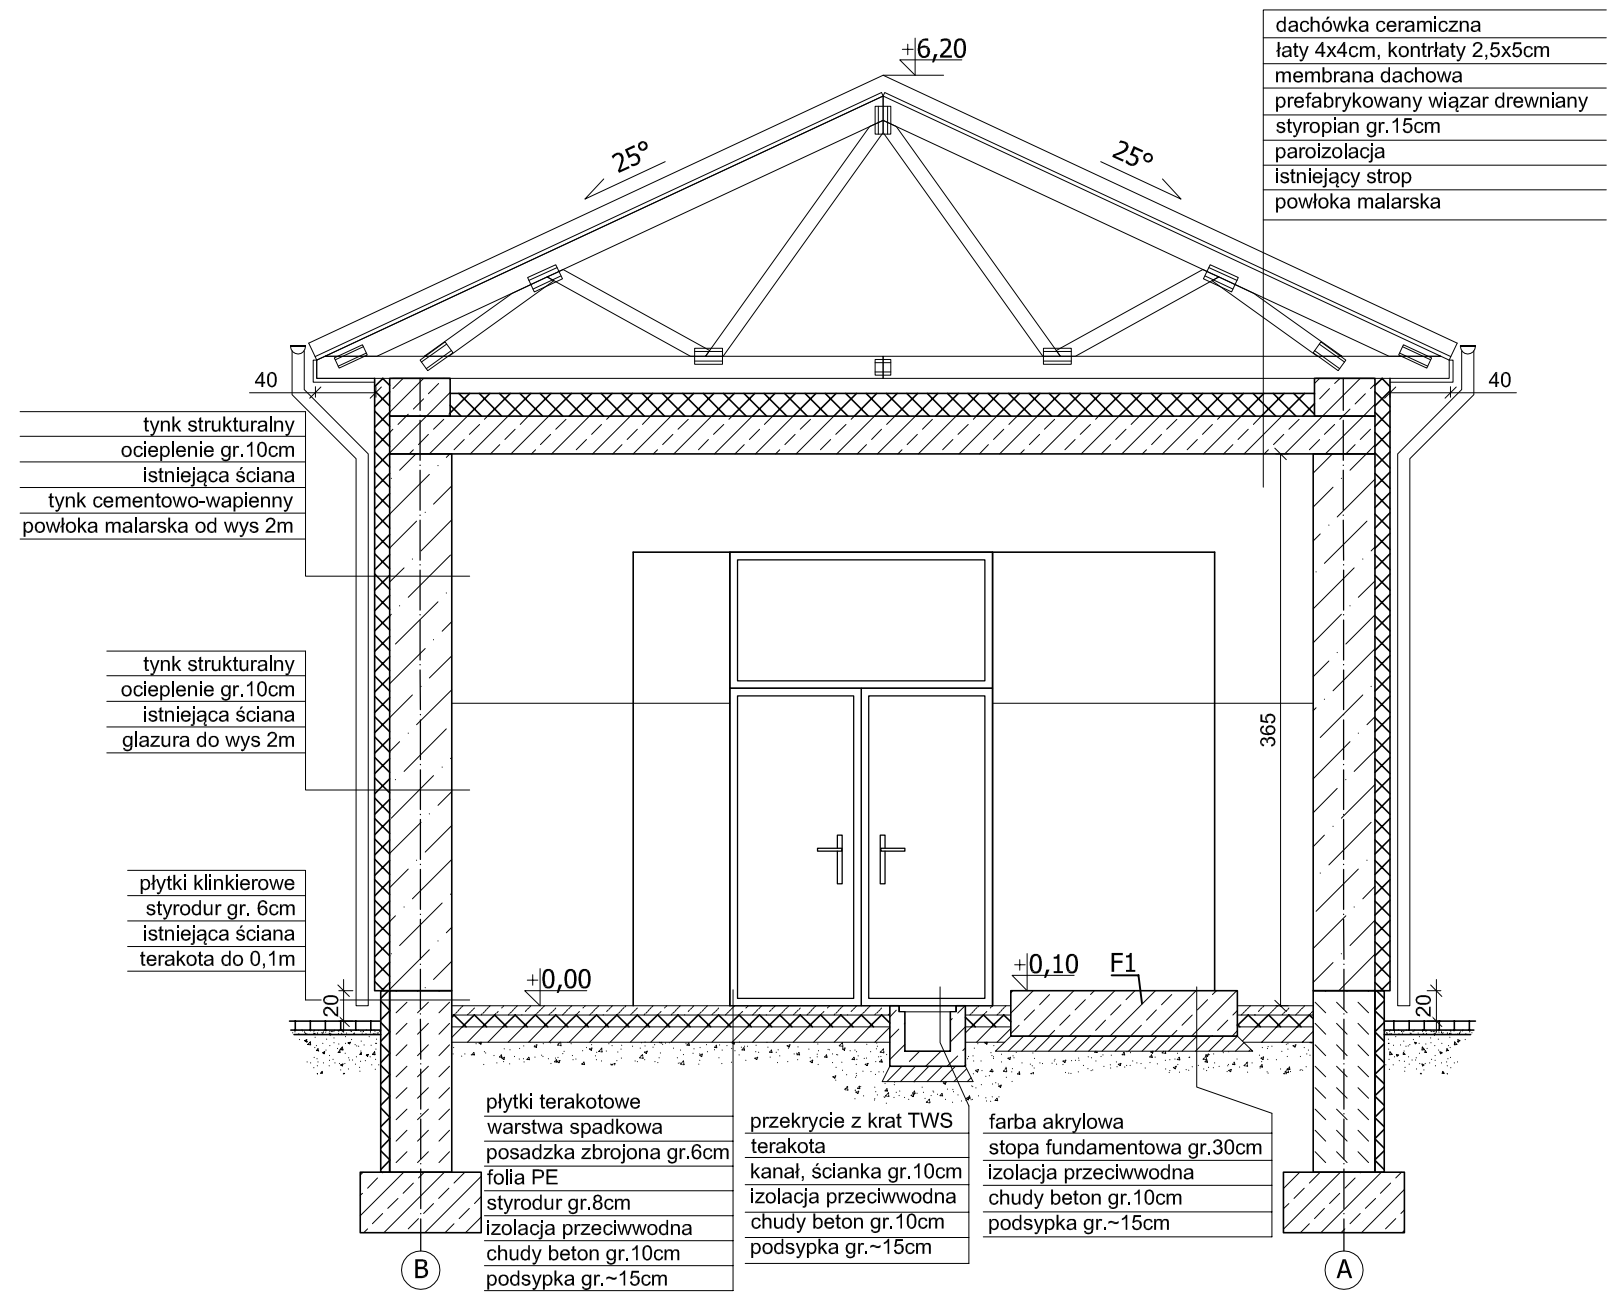 +6,20
dachówka ceramiczna
łaty 4x4cm, kontrłaty 2,5x5cm
membrana dachowa
prefabrykowany wiązar drewniany
styropian gr.15cm
paroizolacja
istniejący strop
powłoka malarska
25°
25°
40
40
tynk strukturalny
ocieplenie gr.10cm
istniejąca ściana
tynk cementowo-wapienny
powłoka malarska od wys 2m
tynk strukturalny
ocieplenie gr.10cm
istniejąca ściana
glazura do wys 2m
365
płytki klinkierowe
styrodur gr. 6cm
istniejąca ściana
terakota do 0,1m
+0,00
+0,10
F1
20
20
płytki terakotowe
warstwa spadkowa
posadzka zbrojona gr.6cm
folia PE
styrodur gr.8cm
izolacja przeciwwodna
chudy beton gr.10cm
podsypka gr.~15cm
przekrycie z krat TWS
terakota
kanał, ścianka gr.10cm
izolacja przeciwwodna
chudy beton gr.10cm
podsypka gr.~15cm
farba akrylowa
stopa fundamentowa gr.30cm
izolacja przeciwwodna
chudy beton gr.10cm
podsypka gr.~15cm
B
A